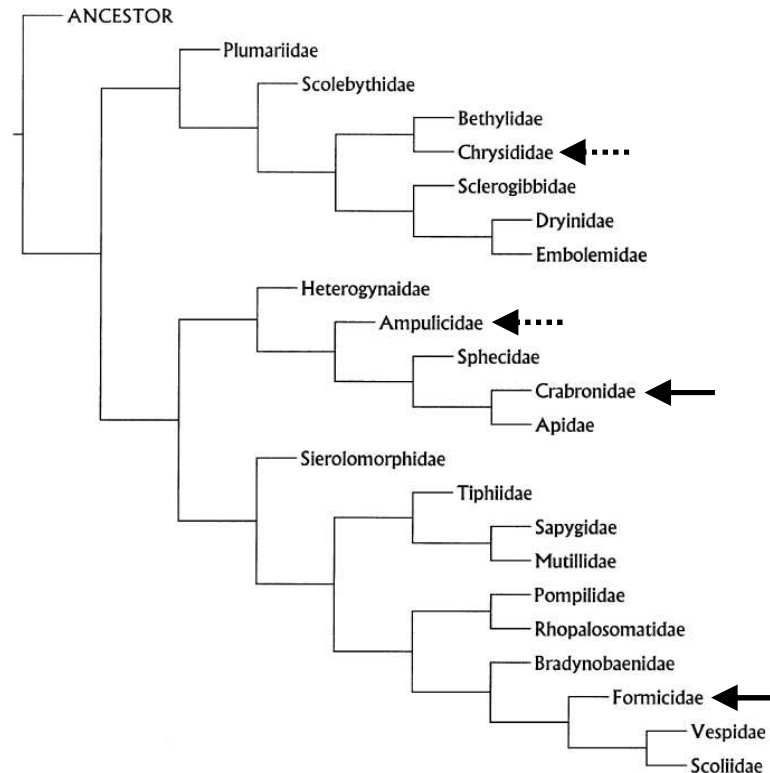 ANCESTOR
Plumariidae
Scolebythidae
Bethylidae
Chrysididae
Sclerogibbidae
Dryinidae
Embolemidae
Heterogynaidae
Ampulicidae
Sphecidae
Crabronidae
Apidae
Sierolomorphidae
Tiphiidae
Sapygidae
Mutillidae
Pompilidae
Rhopalosomatidae
Bradynobaenidae
Formicidae
Vespidae
Scoliidae